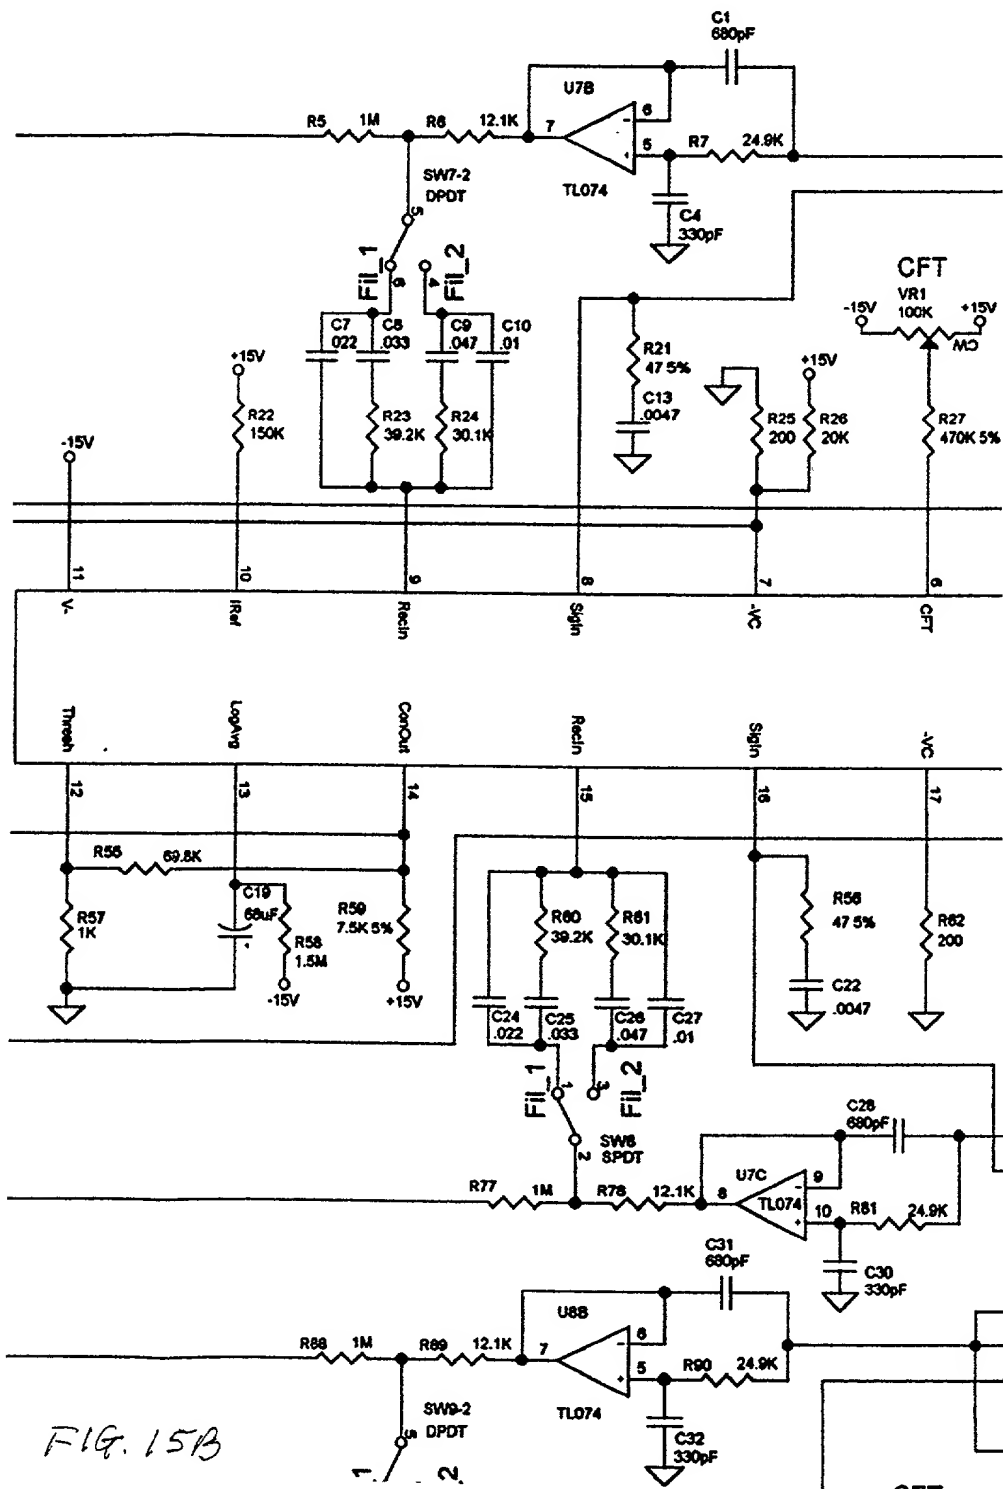 C1
680pF
U7B
R5 1M R6 12.1K 7 6 5 R7 24.9K
TL074
SW7-2
DPDT
C4
330pF
5
Fil_1 6 4 Fil_2
CFT
VR1
100K
-15V +15V
CW
C7 C8 C9 C10
.022 .033 .047 .01
R21
47 5%
C13
.0047
+15V
+15V
R22
150K
R23 R24
39.2K 30.1K
R25 R26
200 20K
R27
470K 5%
-15V
11 10 9 8 7 6
V- IRef RecIn SigIn -VC CFT
Thresh LogAvg ConOut RecIn SigIn -VC
12 13 14 15 16 17
69.8K
C19
68uF
R57
1K
R58
1.5M
R59
7.5K 5%
-15V +15V
R60 R61
39.2K 30.1K
R56
47 5%
R62
200
C24 C25 C26 C27
.022 .033 .047 .01
C22
.0047
Fil_1 1 3 Fil_2
2
SW8
SPDT
C28
680pF
U7C
R77 1M R78 12.1K 8 TL074 9 10 R81 24.9K
C30
330pF
C31
680pF
U8B
R88 1M R89 12.1K 7 6 5 R90 24.9K
TL074
SW9-2
DPDT
C32
330pF
5
1 2
FIG. 15B